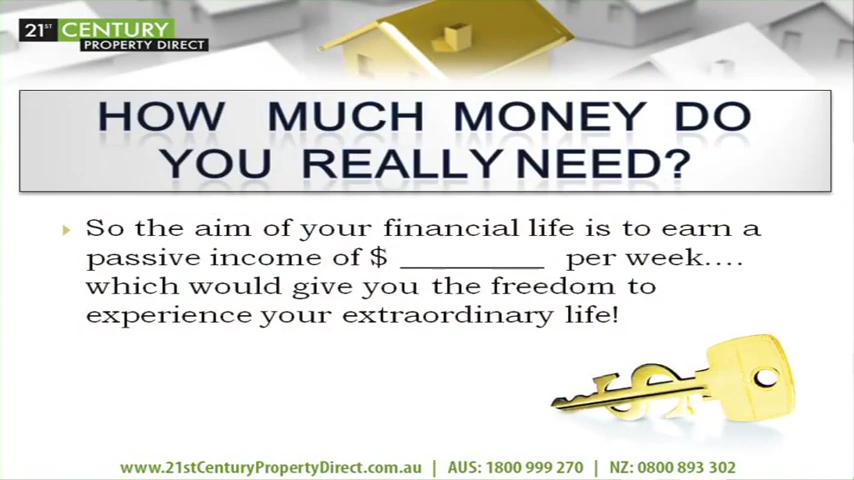 21ST CENTURY
PROPERTY DIRECT
HOW MUCH MONEY DO
YOU REALLY NEED?
So the aim of your financial life is to earn a
passive income of $ ________ per week....
which would give you the freedom to
experience your extraordinary life!
www.21stCenturyPropertyDirect.com.au | AUS: 1800 999 270 | NZ: 0800 893 302